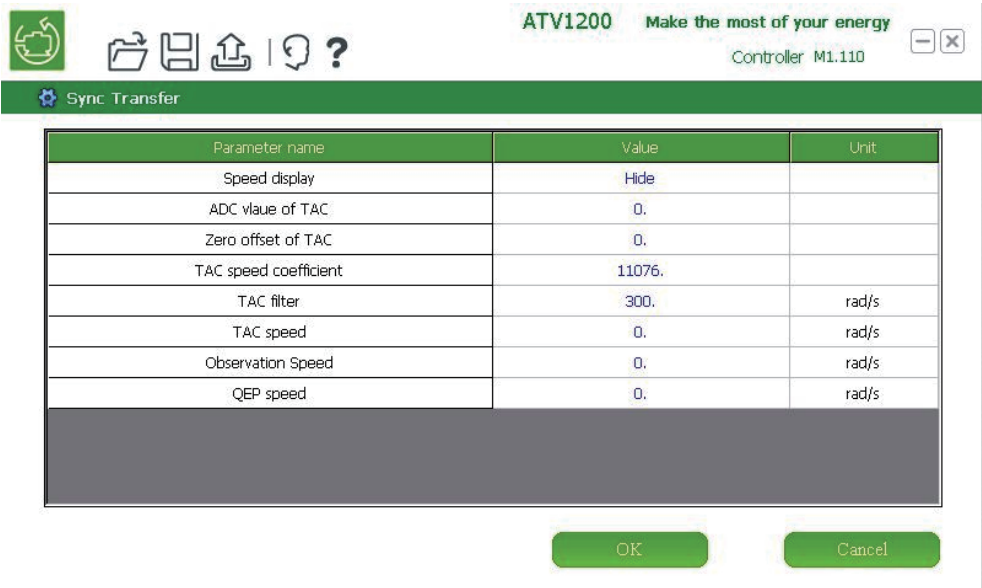 ATV1200 Make the most of your energy
Controller M1.110
Sync Transfer
Parameter name Value Unit
Speed display Hide
ADC vlaue of TAC 0.
Zero offset of TAC 0.
TAC speed coefficient 11076.
TAC filter 300. rad/s
TAC speed 0. rad/s
Observation Speed 0. rad/s
QEP speed 0. rad/s
OK Cancel